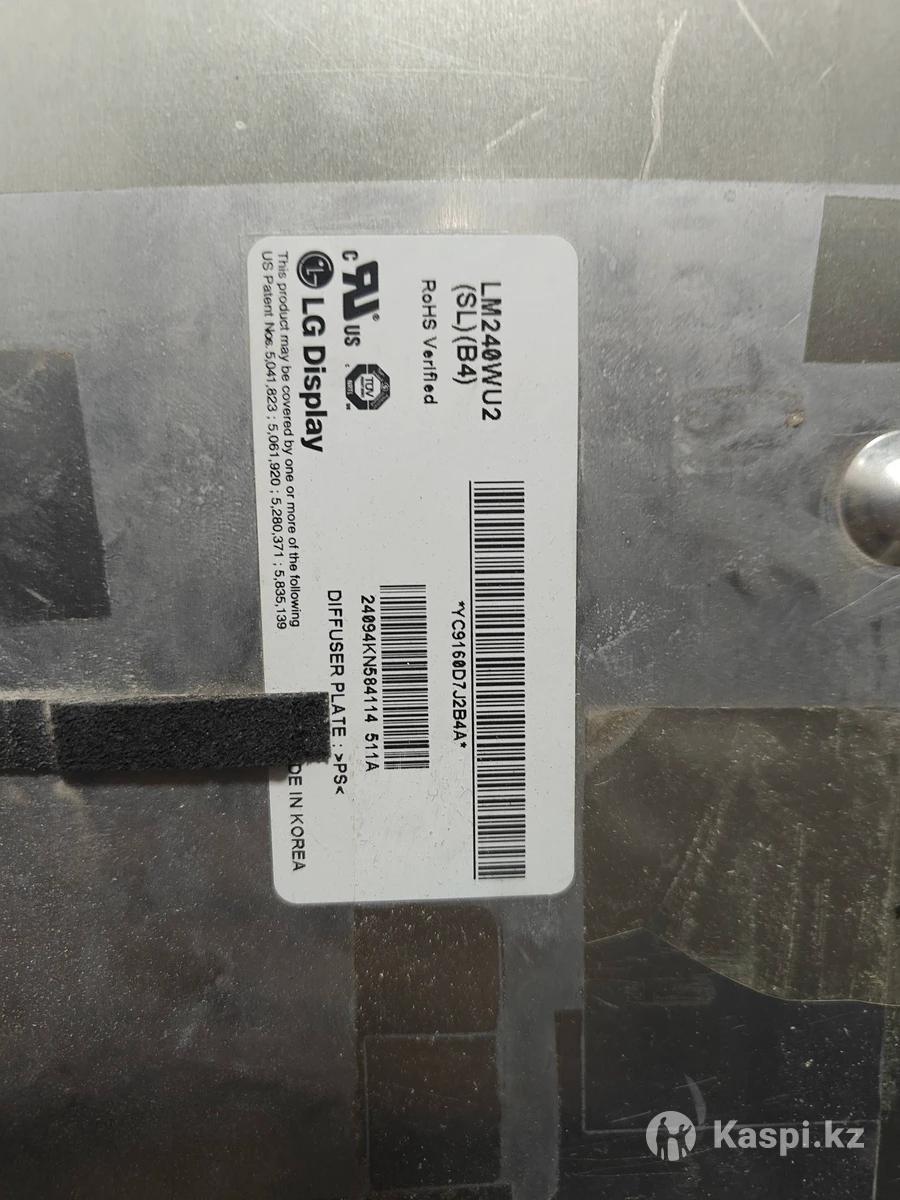 LM240WU2
(SL)(B4)
RoHS Verified
*YC9160D7J2B4A*
c RU® US
TÜV
24094KN584114 511A
LG Display
DIFFUSER PLATE : >PS<
This product may be covered by one or more of the following
US Patent Nos. 5,041,823 ; 5,061,920 ; 5,280,371 ; 5,835,139
DE IN KOREA
Kaspi.kz